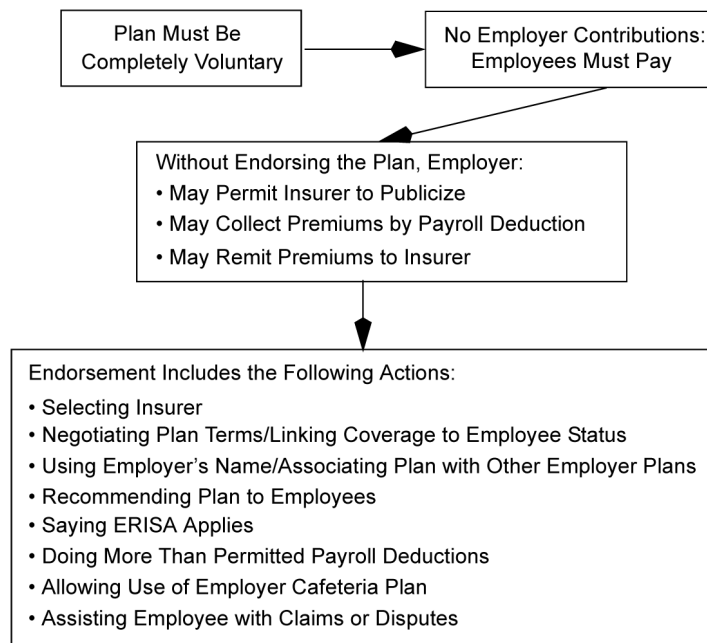 Plan Must Be
Completely Voluntary
No Employer Contributions:
Employees Must Pay
Without Endorsing the Plan, Employer:
• May Permit Insurer to Publicize
• May Collect Premiums by Payroll Deduction
• May Remit Premiums to Insurer
Endorsement Includes the Following Actions:
• Selecting Insurer
• Negotiating Plan Terms/Linking Coverage to Employee Status
• Using Employer’s Name/Associating Plan with Other Employer Plans
• Recommending Plan to Employees
• Saying ERISA Applies
• Doing More Than Permitted Payroll Deductions
• Allowing Use of Employer Cafeteria Plan
• Assisting Employee with Claims or Disputes